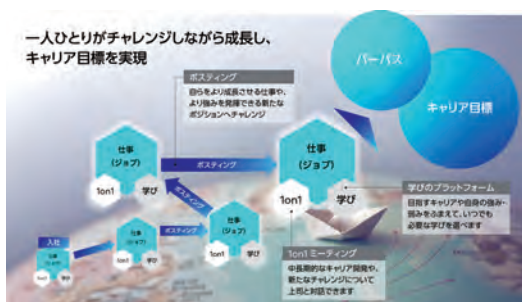 一人ひとりがチャレンジしながら成長し、
キャリア目標を実現
パーパス
キャリア目標
ポスティング
自らをより成長させる仕事や、
より強みを発揮できる新たな
ポジションへチャレンジ
仕事
(ジョブ)
1on1
学び
ポスティング
仕事
(ジョブ)
1on1
学び
ポスティング
学びのプラットフォーム
目指すキャリアや自身の強み・
弱みをふまえて、いつでも
必要な学びを選べます
仕事
(ジョブ)
1on1
学び
ポスティング
仕事
(ジョブ)
1on1
学び
入社
仕事
(ジョブ)
1on1
学び
1on1 ミーティング
中長期的なキャリア開発や、
新たなチャレンジについて
上司と対話できます